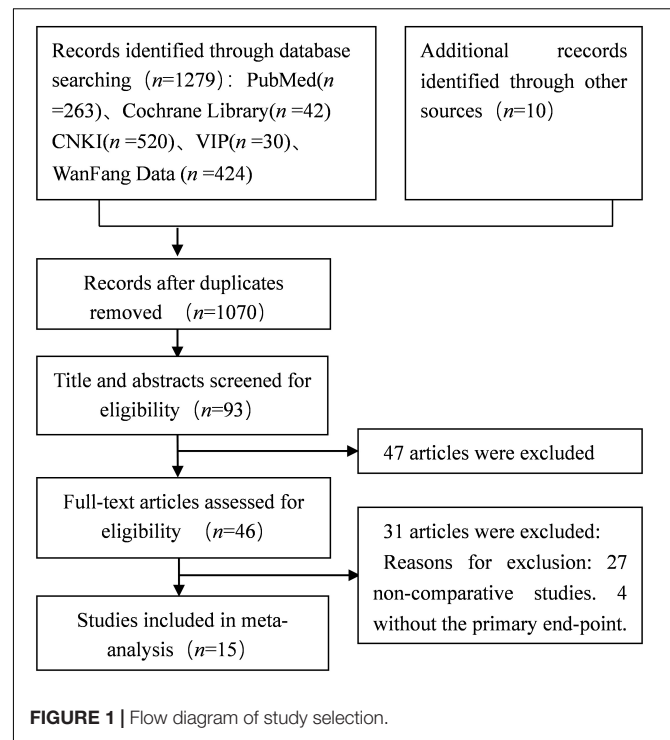 Records identified through database
searching（n=1279）: PubMed(n
=263)、Cochrane Library(n =42)
CNKI(n =520)、VIP(n =30)、
WanFang Data (n =424)
Additional rcecords
identified through other
sources（n=10）
Records after duplicates
removed （n=1070）
Title and abstracts screened for
eligibility（n=93）
47 articles were excluded
Full-text articles assessed for
eligibility （n=46）
31 articles were excluded:
Reasons for exclusion: 27
non-comparative studies. 4
without the primary end-point.
Studies included in meta-
analysis（n=15）
FIGURE 1 | Flow diagram of study selection.